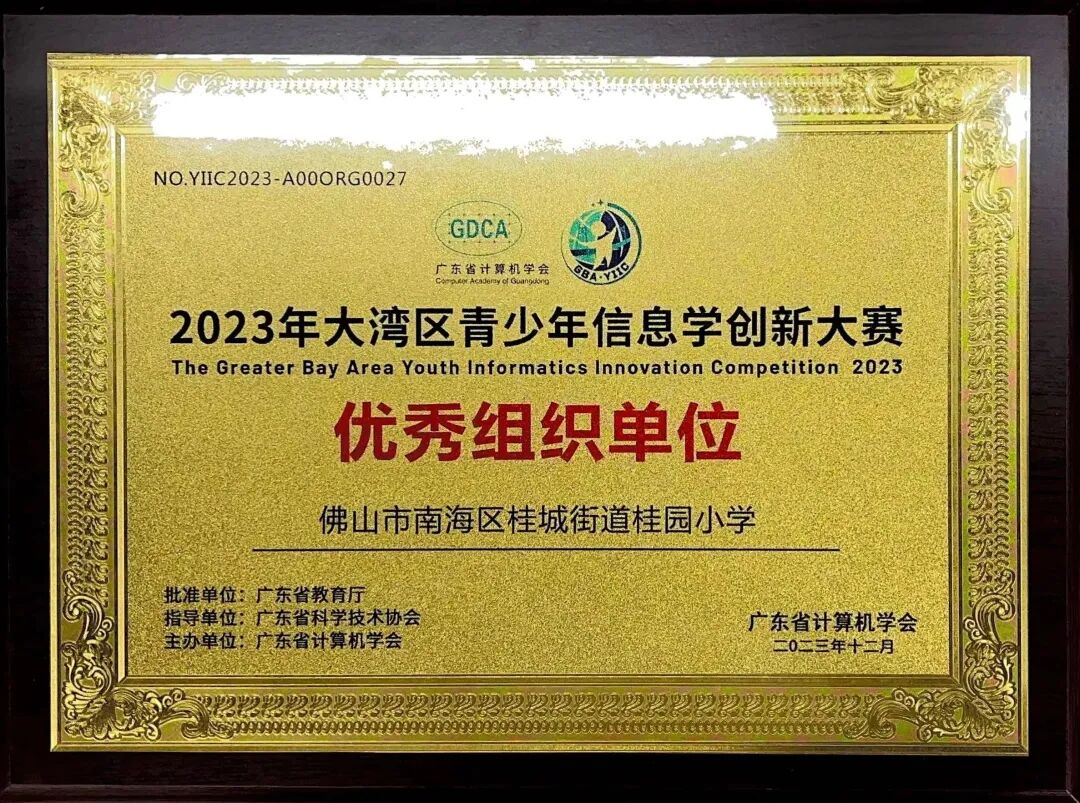 NO.YIIC2023-A00ORG0027
GDCA
广东省计算机学会
Computer Academy of Guangdong
GBA·YIIC
2023年大湾区青少年信息学创新大赛
The Greater Bay Area Youth Informatics Innovation Competition 2023
优秀组织单位
佛山市南海区桂城街道桂园小学
批准单位：广东省教育厅
指导单位：广东省科学技术协会
主办单位：广东省计算机学会
广东省计算机学会
二〇二三年十二月